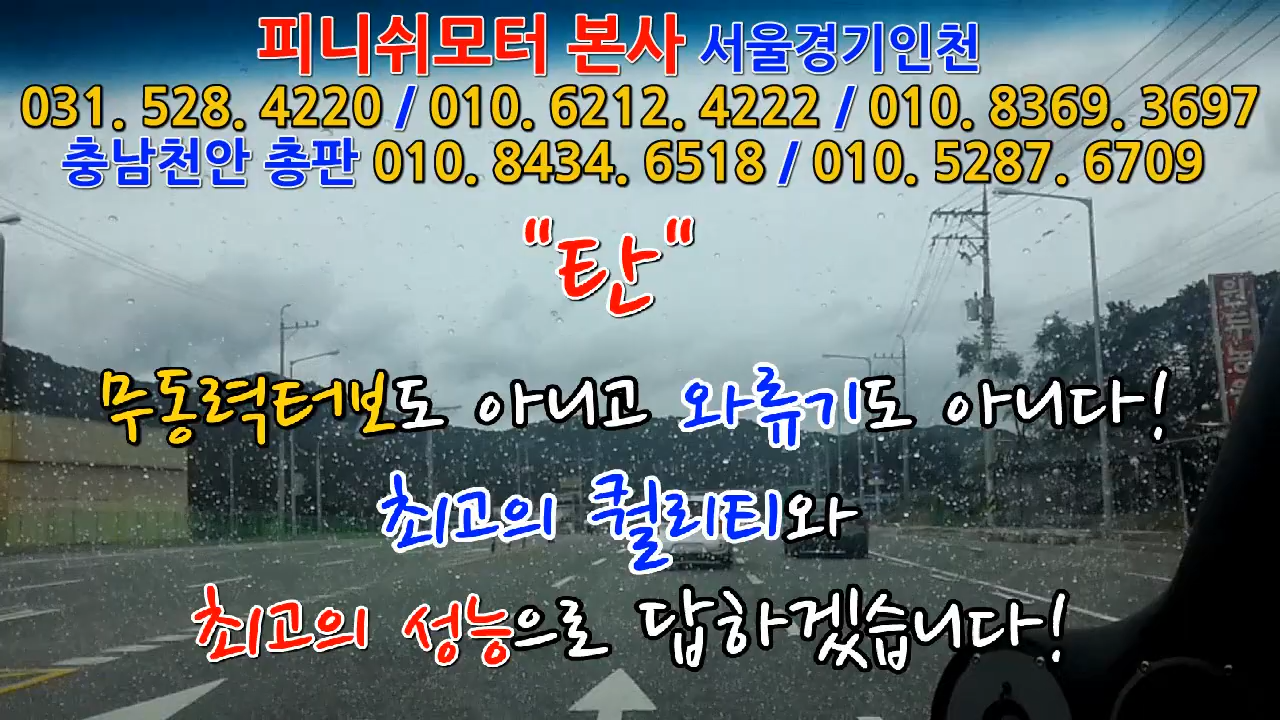 피니쉬모터 본사 서울경기인천
031. 528. 4220 / 010. 6212. 4222 / 010. 8369. 3697
충남천안 총판 010. 8434. 6518 / 010. 5287. 6709
"탄"
무동력터보도 아니고 와류기도 아니다!
최고의 퀄리티와
최고의 성능으로 답하겠습니다!